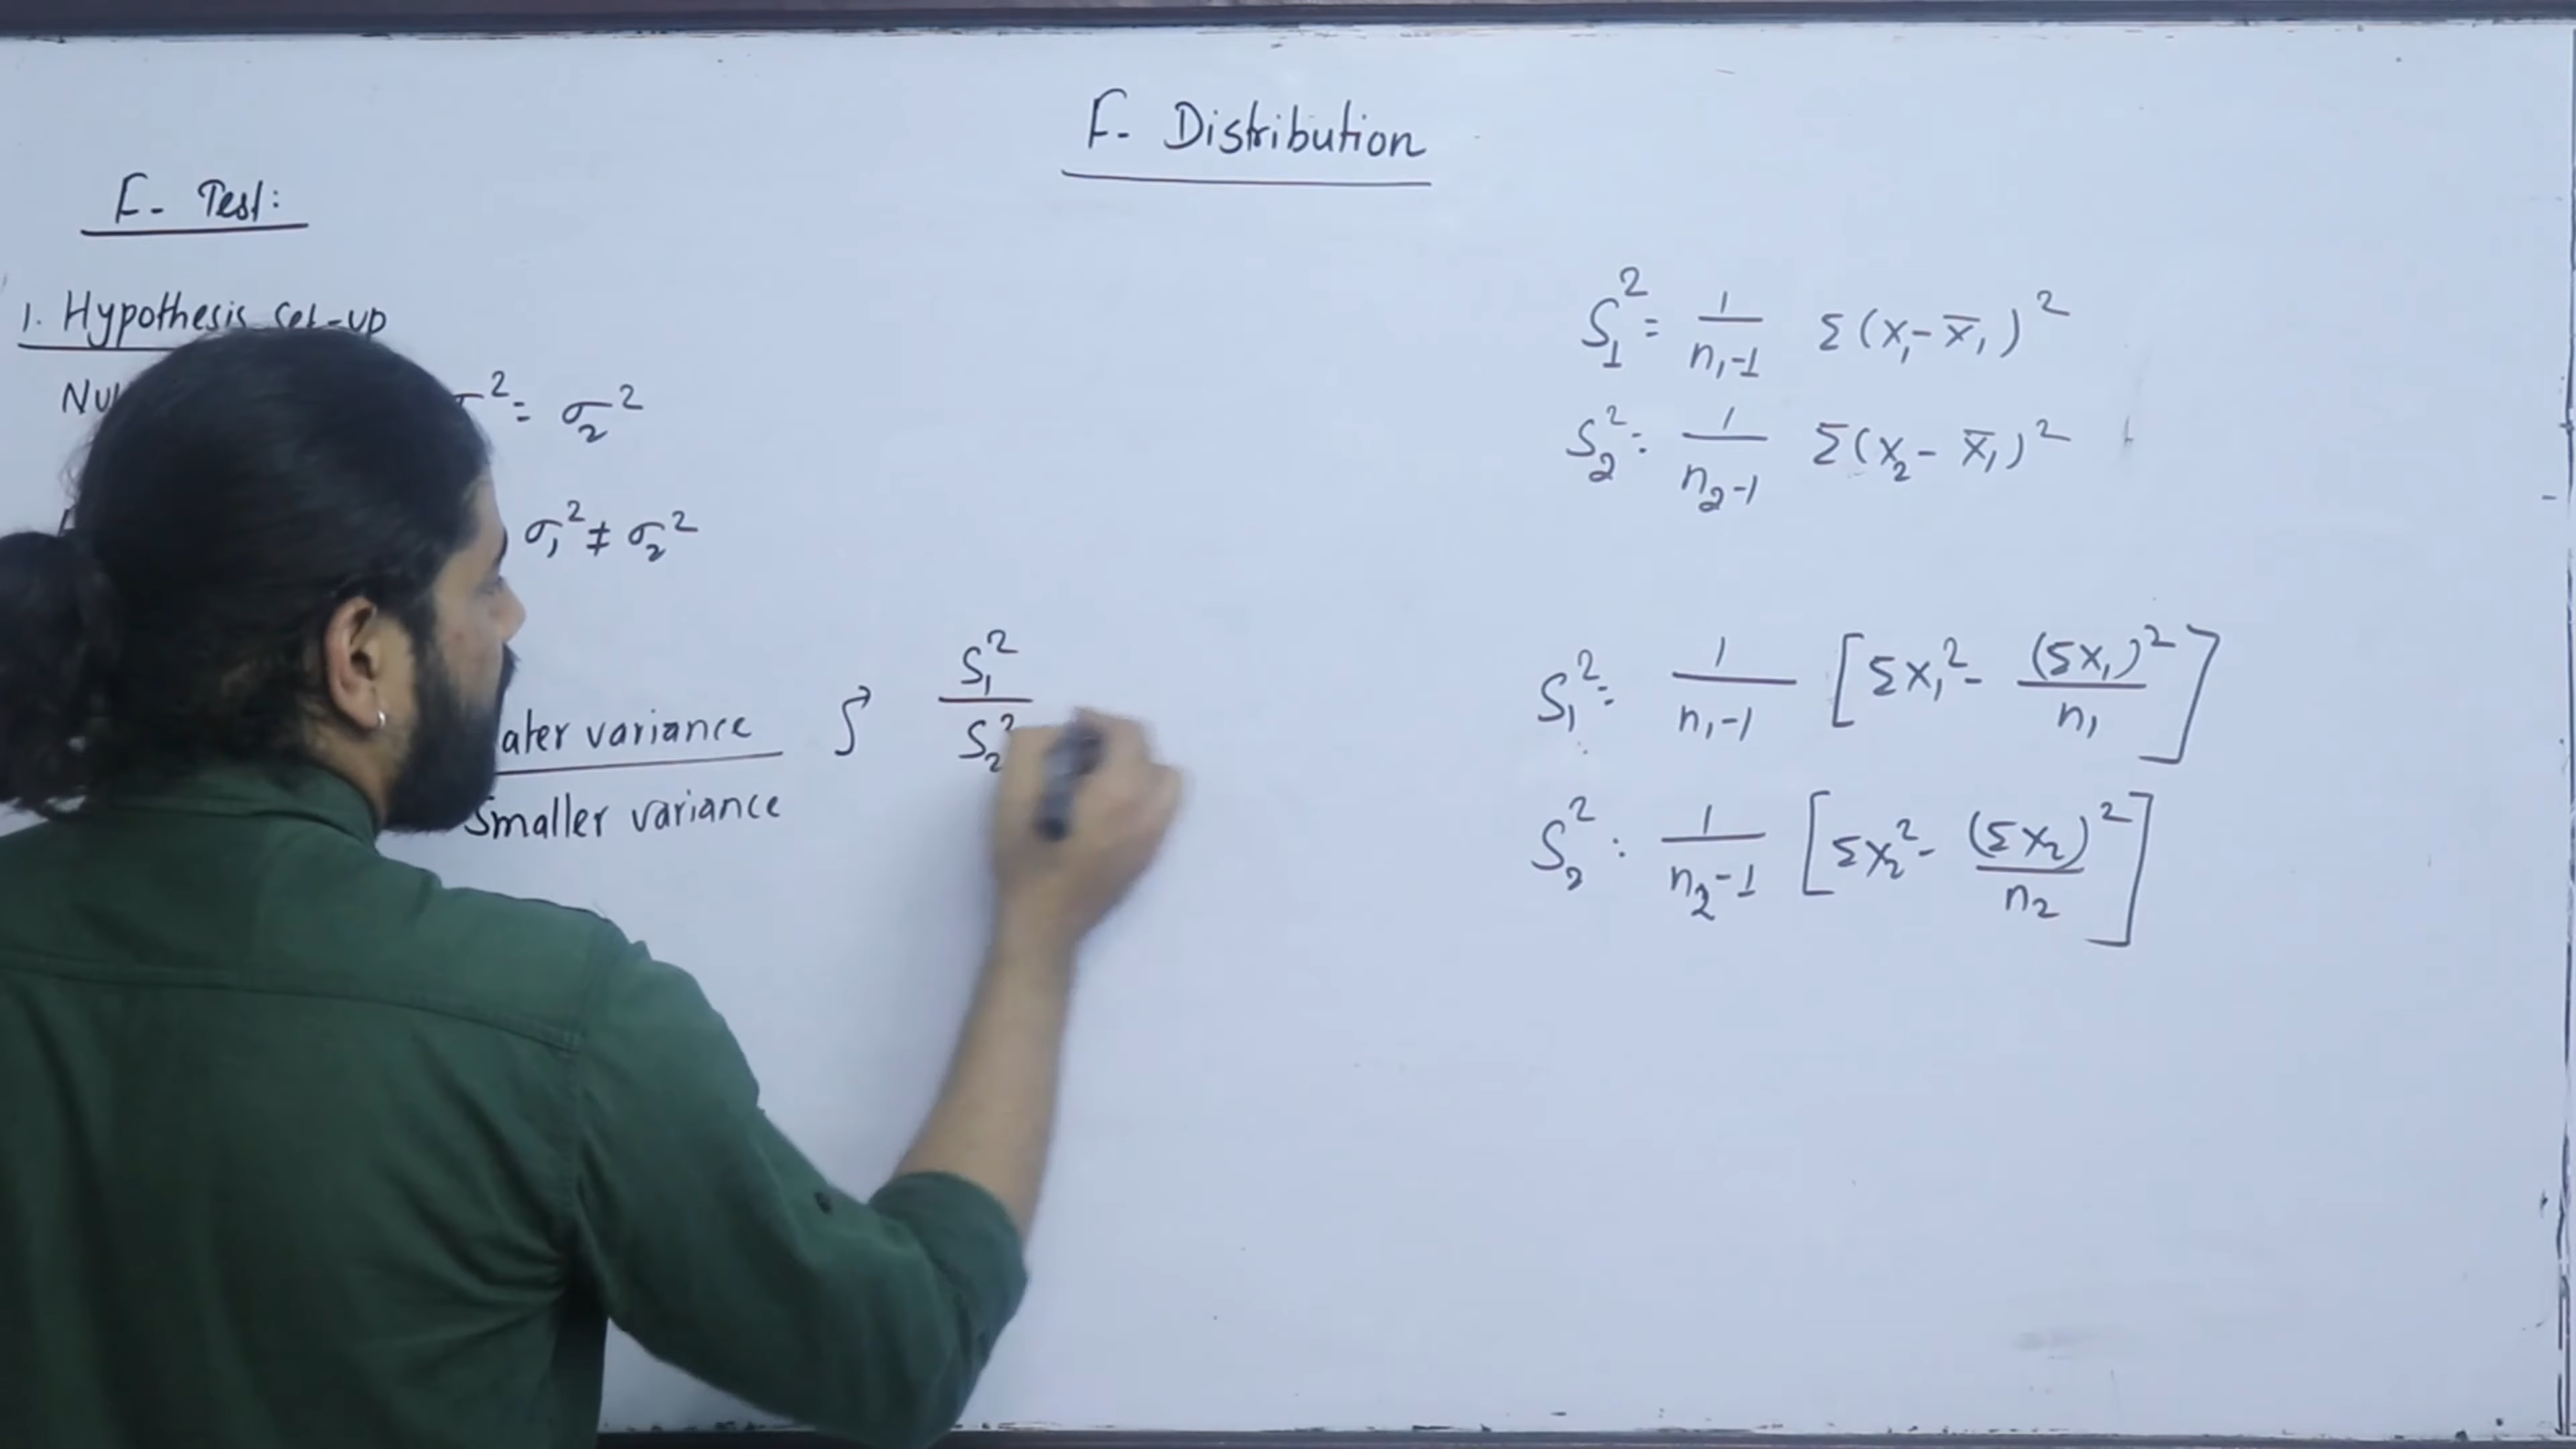 F- Distribution
F- Test:
1. Hypothesis Set-up
σ² = σ₂²
σ₁² ≠ σ₂²
variance
Smaller variance
S₁²
S₂²
S₁² = 1/(n₁-1) Σ(x₁- x̄₁)²
S₂² : 1/(n₂-1) Σ(x₂- x̄₁)²
S₁² = 1/(n₁-1) [Σx₁² - (Σx₁)²/n₁]
S₂² : 1/(n₂-1) [Σx₂² - (Σx₂)²/n₂]